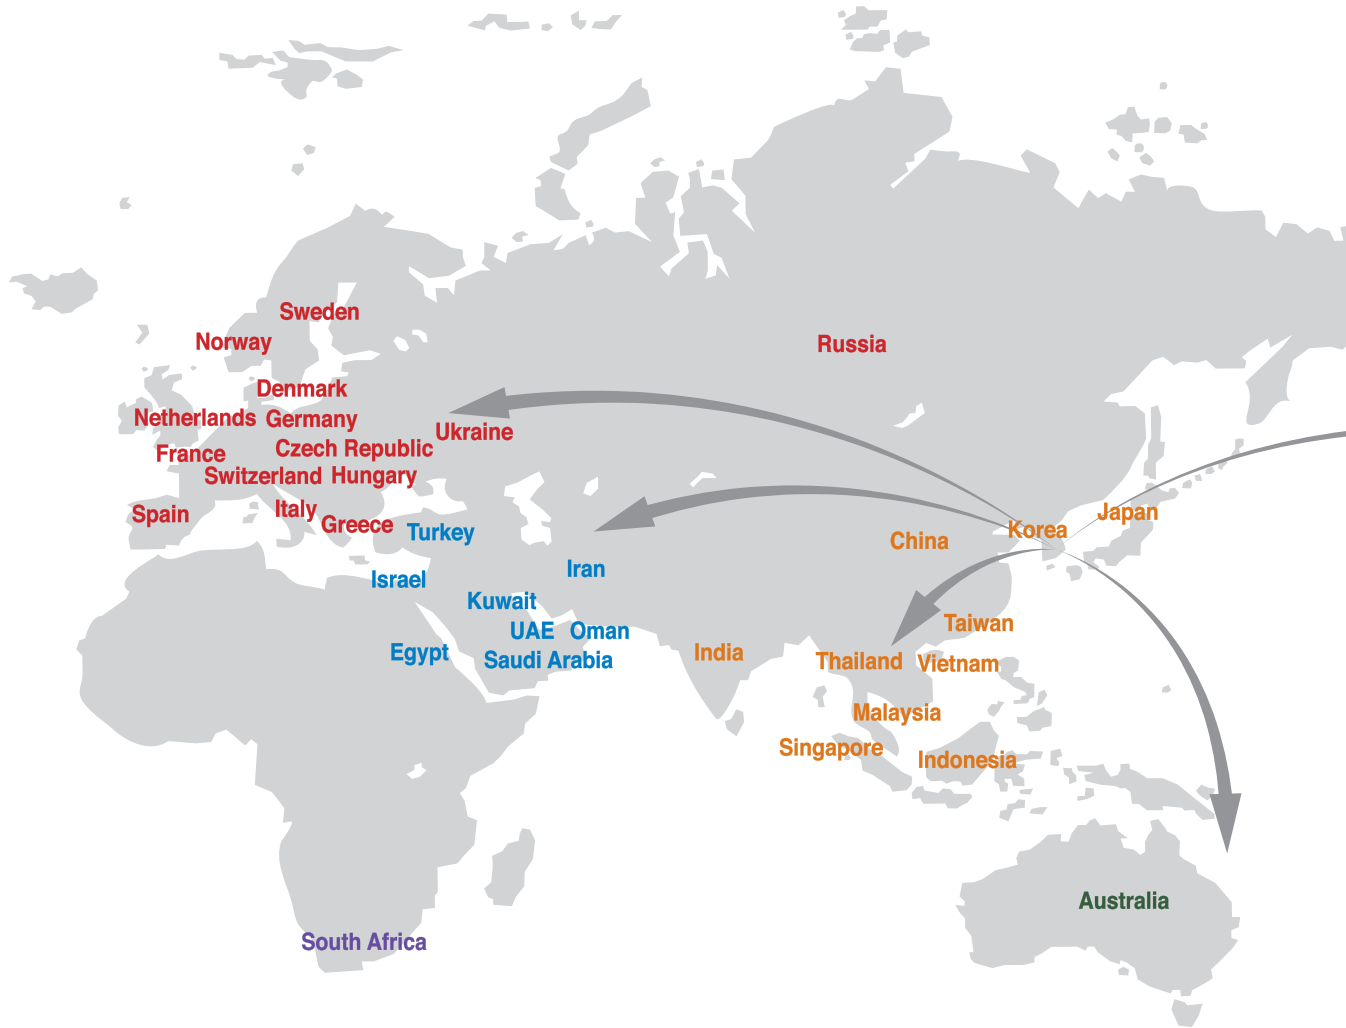 Sweden
Norway
Russia
Denmark
Netherlands
Germany
Ukraine
Czech Republic
France
Switzerland
Hungary
Italy
Spain
Greece
Turkey
Japan
Korea
China
Israel
Iran
Kuwait
UAE
Oman
Taiwan
Egypt
Saudi Arabia
India
Thailand
Vietnam
Malaysia
Singapore
Indonesia
Australia
South Africa